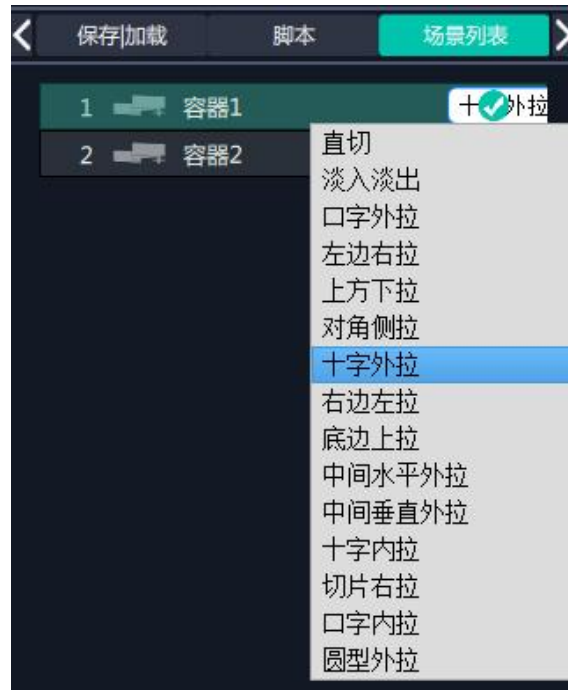 保存|加载 脚本 场景列表
1 容器1 十字外拉
2 容器2
直切
淡入淡出
口字外拉
左边右拉
上方下拉
对角侧拉
十字外拉
右边左拉
底边上拉
中间水平外拉
中间垂直外拉
十字内拉
切片右拉
口字内拉
圆型外拉